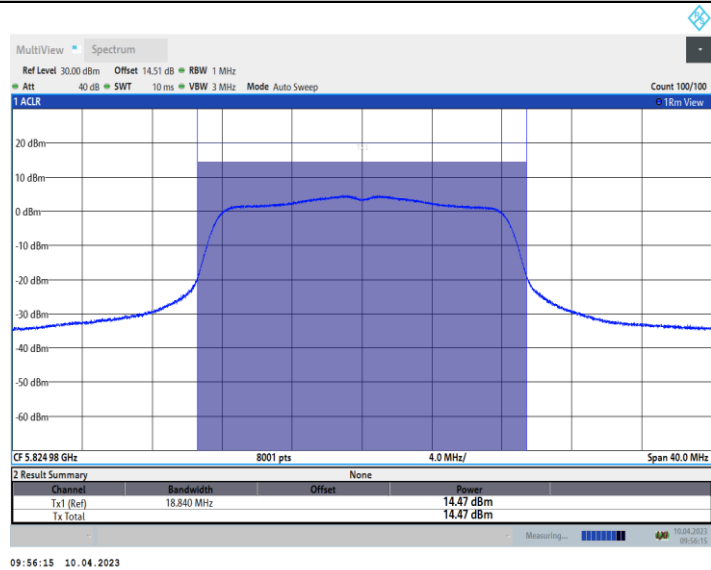 MultiView Spectrum
Ref Level 30.00 dBm Offset 14.51 dB RBW 1 MHz
Att 40 dB SWT 10 ms VBW 3 MHz Mode Auto Sweep Count 100/100
1 ACLR 1Rm View
20 dBm
10 dBm
0 dBm
-10 dBm
-20 dBm
-30 dBm
-40 dBm
-50 dBm
-60 dBm
CF 5.824 98 GHz 8001 pts 4.0 MHz/ Span 40.0 MHz
2 Result Summary None
Channel Bandwidth Offset Power
Tx1 (Ref) 18.840 MHz 14.47 dBm
Tx Total 14.47 dBm
Measuring... 10.04.2023
09:56:15
09:56:15 10.04.2023